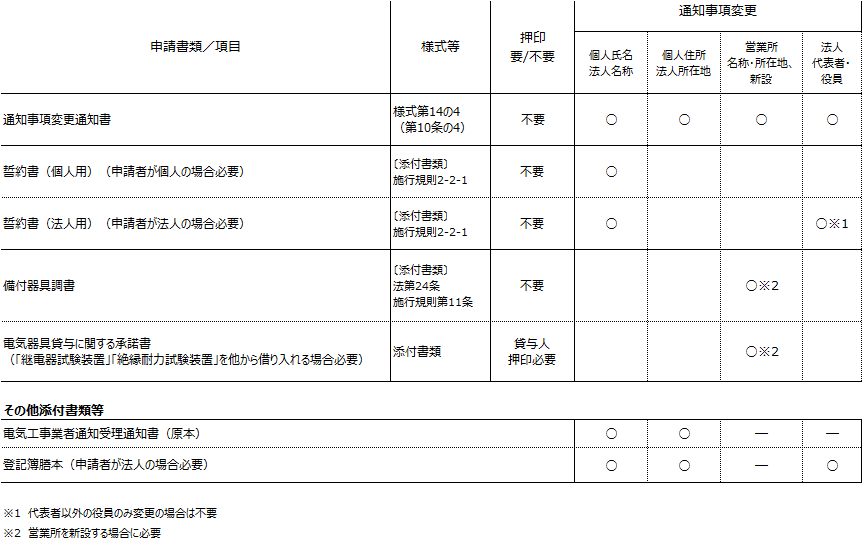 申請書類／項目 様式等 押印 要/不要 通知事項変更
個人氏名 法人名称 個人住所 法人所在地 営業所 名称・所在地、新設 法人 代表者・役員
通知事項変更通知書 様式第14の4 （第10条の4） 不要 ○ ○ ○ ○
誓約書（個人用）（申請者が個人の場合必要） 〔添付書類〕 施行規則2-2-1 不要 ○
誓約書（法人用）（申請者が法人の場合必要） 〔添付書類〕 施行規則2-2-1 不要 ○ ○※1
備付器具調書 〔添付書類〕 法第24条 施行規則第11条 不要 ○※2
電気器具貸与に関する承諾書 （「継電器試験装置」「絶縁耐力試験装置」を他から借り入れる場合必要） 添付書類 貸与人 押印必要 ○※2
その他添付書類等
電気工事業者通知受理通知書（原本） ○ ○ ― ―
登記簿謄本（申請者が法人の場合必要） ○ ○ ― ○
※1 代表者以外の役員のみ変更の場合は不要
※2 営業所を新設する場合に必要